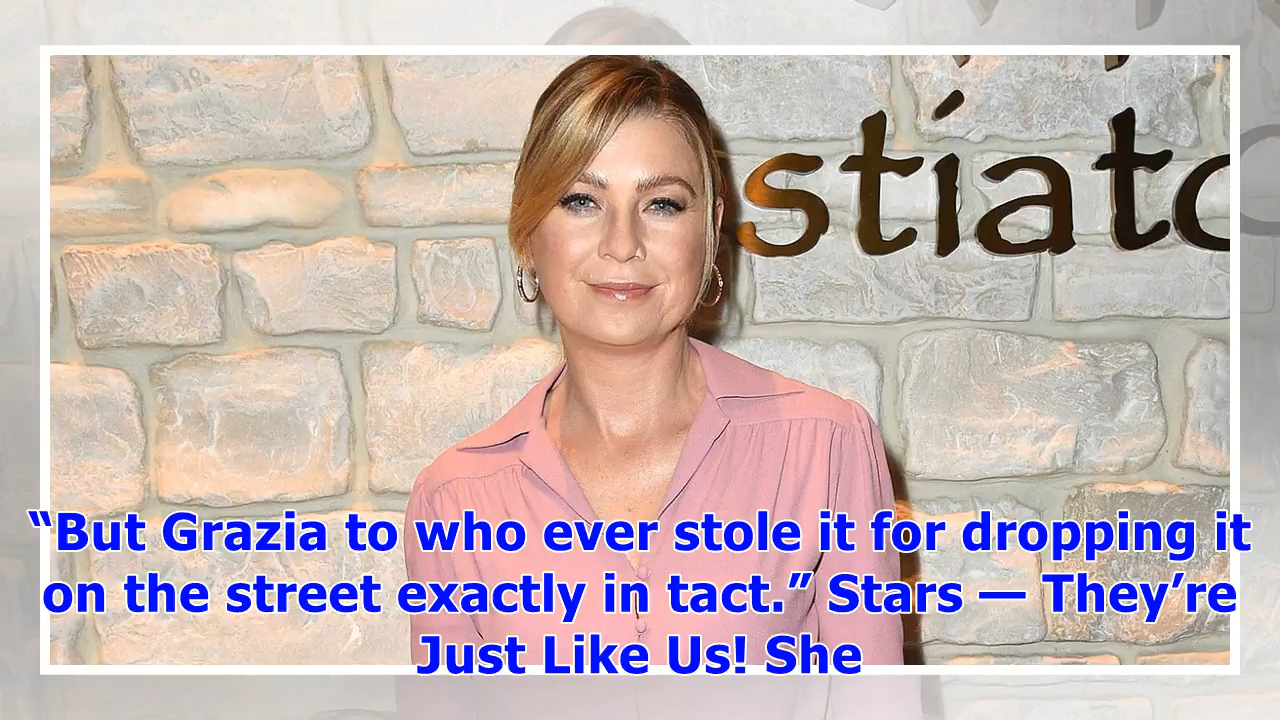 stiato
“But Grazia to who ever stole it for dropping it
on the street exactly in tact.” Stars — They’re
Just Like Us! She